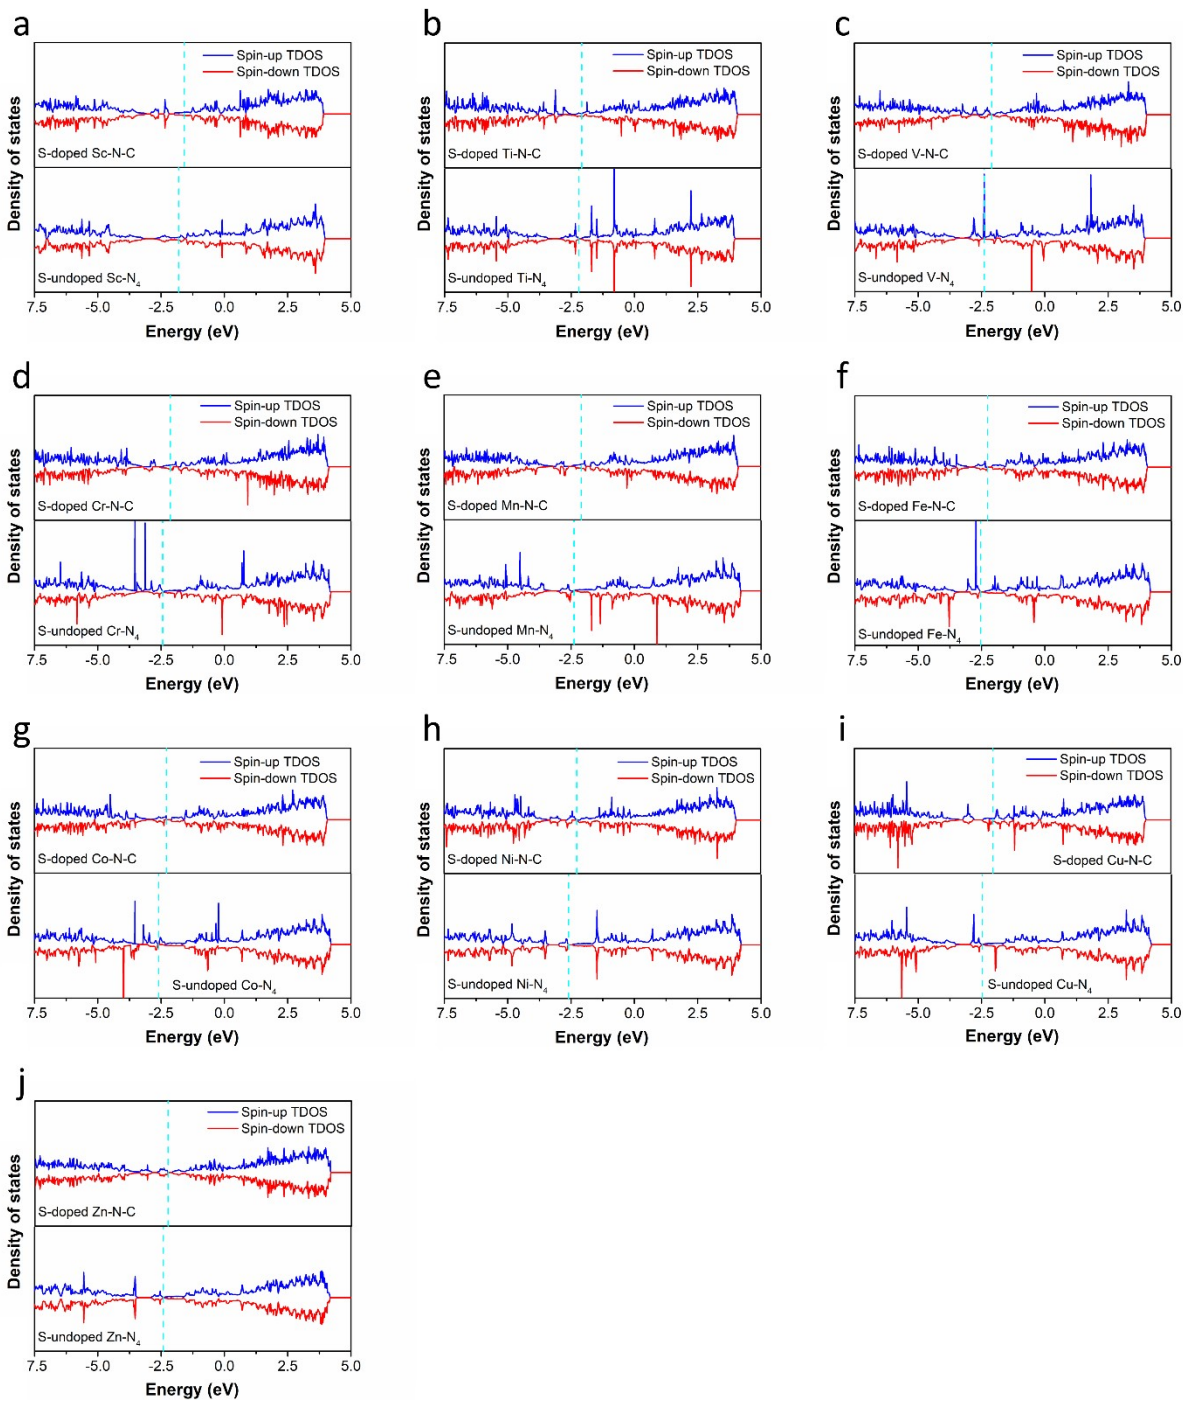 a
Spin-up TDOS
Spin-down TDOS
S-doped Sc-N-C
S-undoped Sc-N4
Density of states
7.5 -5.0 -2.5 0.0 2.5 5.0
Energy (eV)
b
Spin-up TDOS
Spin-down TDOS
S-doped Ti-N-C
S-undoped Ti-N4
Density of states
7.5 -5.0 -2.5 0.0 2.5 5.0
Energy (eV)
c
Spin-up TDOS
Spin-down TDOS
S-doped V-N-C
S-undoped V-N4
Density of states
7.5 -5.0 -2.5 0.0 2.5 5.0
Energy (eV)
d
Spin-up TDOS
Spin-down TDOS
S-doped Cr-N-C
S-undoped Cr-N4
Density of states
7.5 -5.0 -2.5 0.0 2.5 5.0
Energy (eV)
e
Spin-up TDOS
Spin-down TDOS
S-doped Mn-N-C
S-undoped Mn-N4
Density of states
7.5 -5.0 -2.5 0.0 2.5 5.0
Energy (eV)
f
Spin-up TDOS
Spin-down TDOS
S-doped Fe-N-C
S-undoped Fe-N4
Density of states
7.5 -5.0 -2.5 0.0 2.5 5.0
Energy (eV)
g
Spin-up TDOS
Spin-down TDOS
S-doped Co-N-C
S-undoped Co-N4
Density of states
7.5 -5.0 -2.5 0.0 2.5 5.0
Energy (eV)
h
Spin-up TDOS
Spin-down TDOS
S-doped Ni-N-C
S-undoped Ni-N4
Density of states
7.5 -5.0 -2.5 0.0 2.5 5.0
Energy (eV)
i
Spin-up TDOS
Spin-down TDOS
S-doped Cu-N-C
S-undoped Cu-N4
Density of states
7.5 -5.0 -2.5 0.0 2.5 5.0
Energy (eV)
j
Spin-up TDOS
Spin-down TDOS
S-doped Zn-N-C
S-undoped Zn-N4
Density of states
7.5 -5.0 -2.5 0.0 2.5 5.0
Energy (eV)